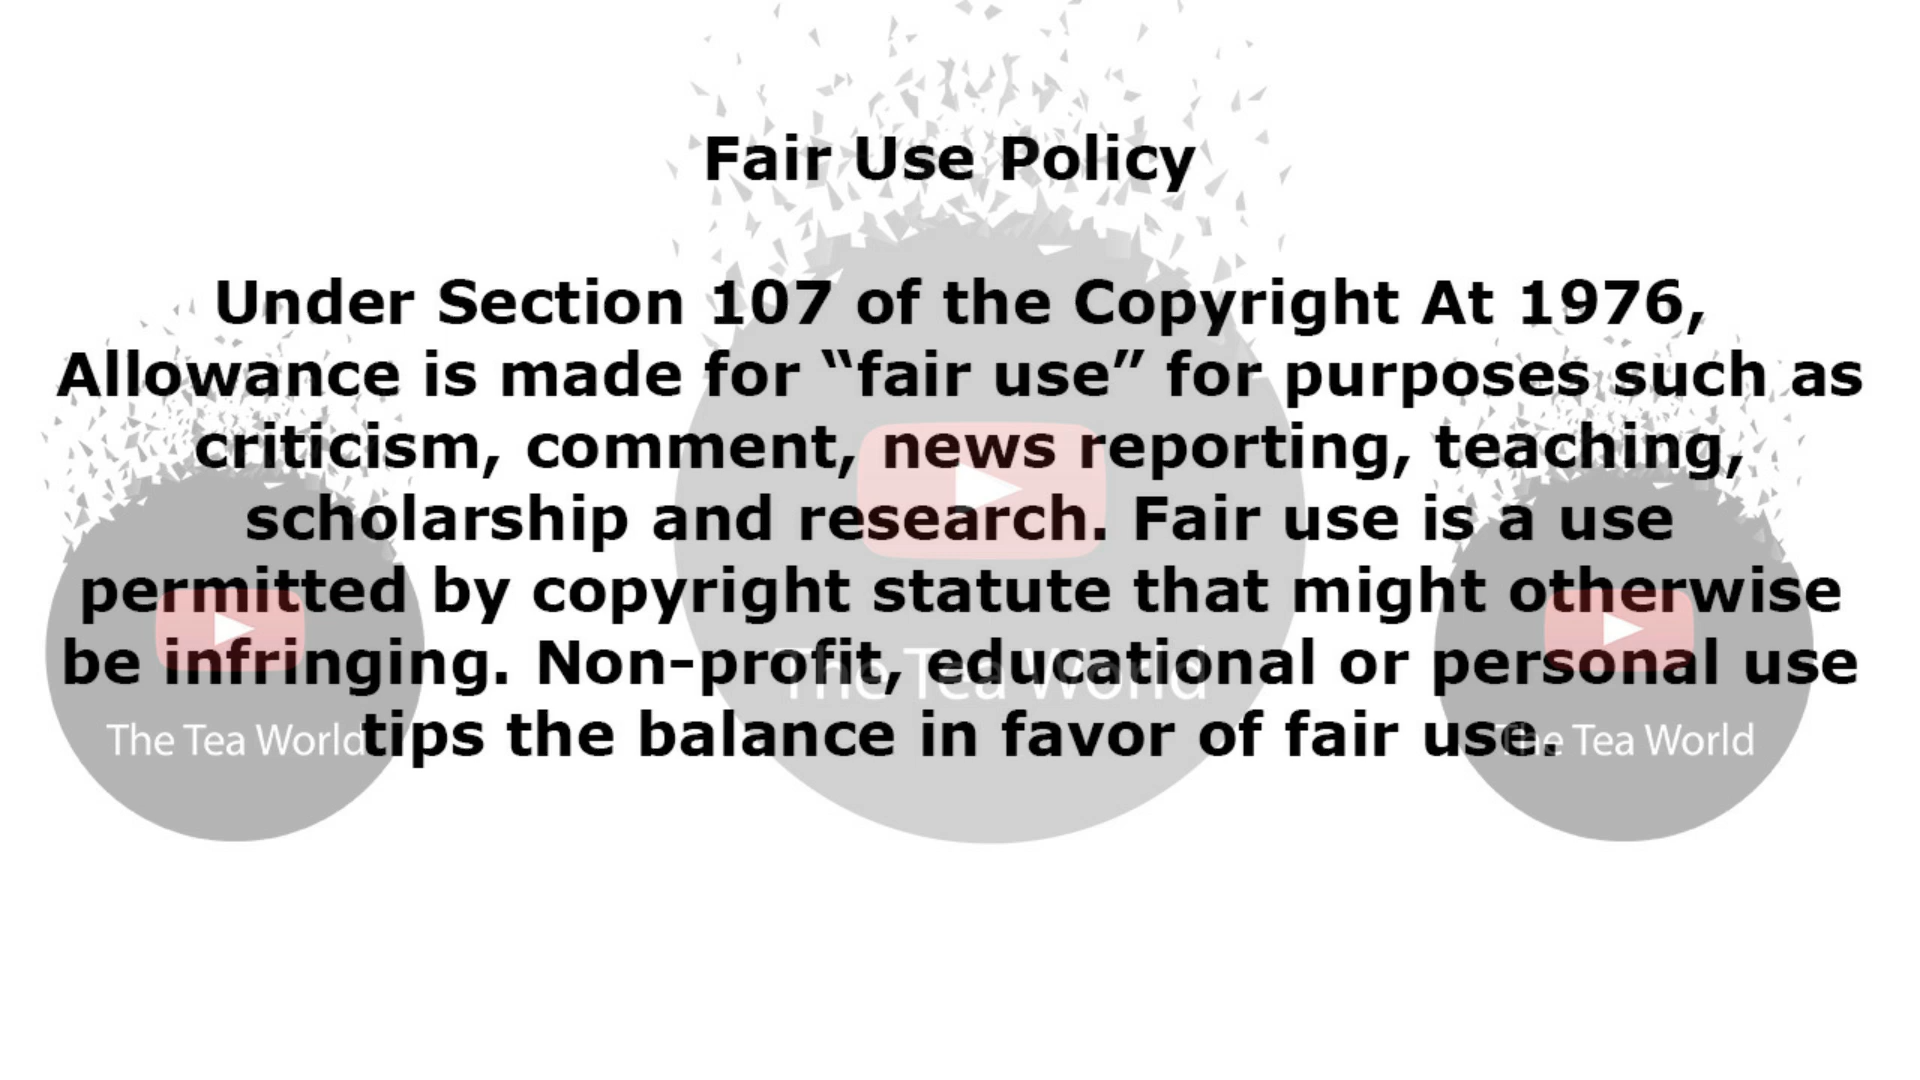 Fair Use Policy
Under Section 107 of the Copyright At 1976,
Allowance is made for “fair use” for purposes such as
criticism, comment, news reporting, teaching,
scholarship and research. Fair use is a use
permitted by copyright statute that might otherwise
be infringing. Non-profit, educational or personal use
tips the balance in favor of fair use.
The Tea World
The Tea World
The Tea World